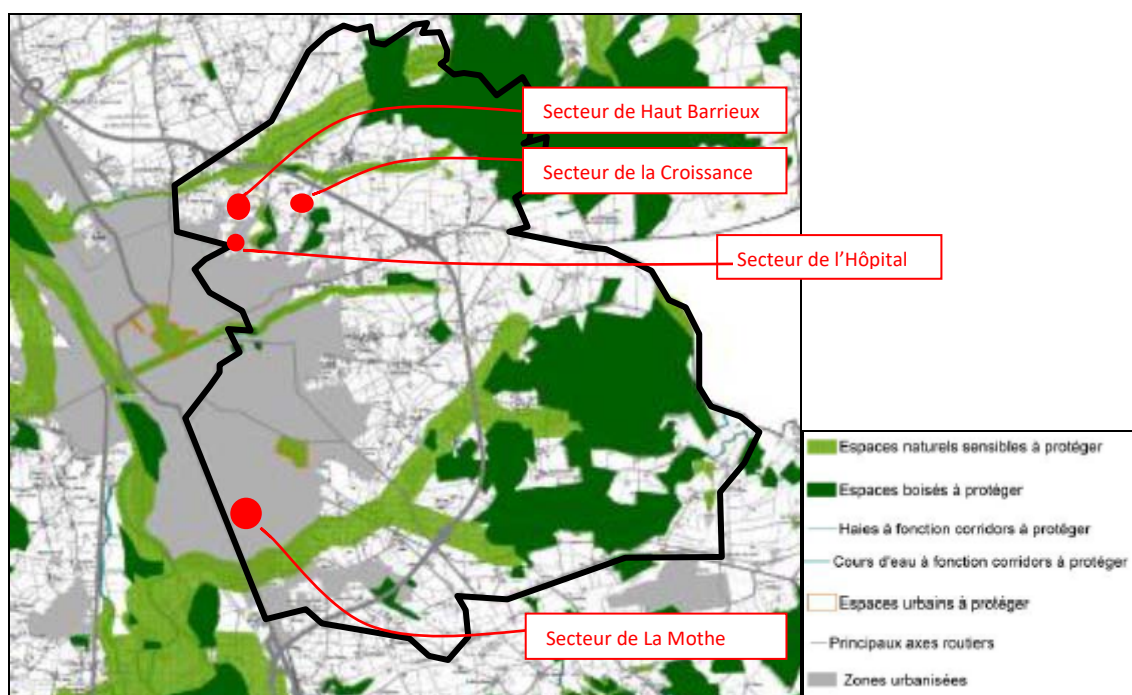 Secteur de Haut Barrieux
Secteur de la Croissance
Secteur de l’Hôpital
Secteur de La Mothe
Espaces naturels sensibles à protéger
Espaces boisés à protéger
Haies à fonction corridors à protéger
Cours d'eau à fonction corridors à protéger
Espaces urbains à protéger
Principaux axes routiers
Zones urbanisées